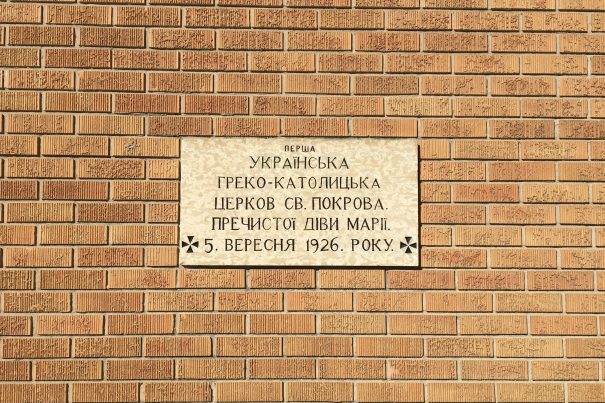 ПЕРША
УКРАЇНСЬКА
ГРЕКО-КАТОЛИЦЬКА
ЦЕРКОВ СВ. ПОКРОВА.
ПРЕЧИСТОЇ ДІВИ МАРІЇ.
5. ВЕРЕСНЯ 1926. РОКУ.